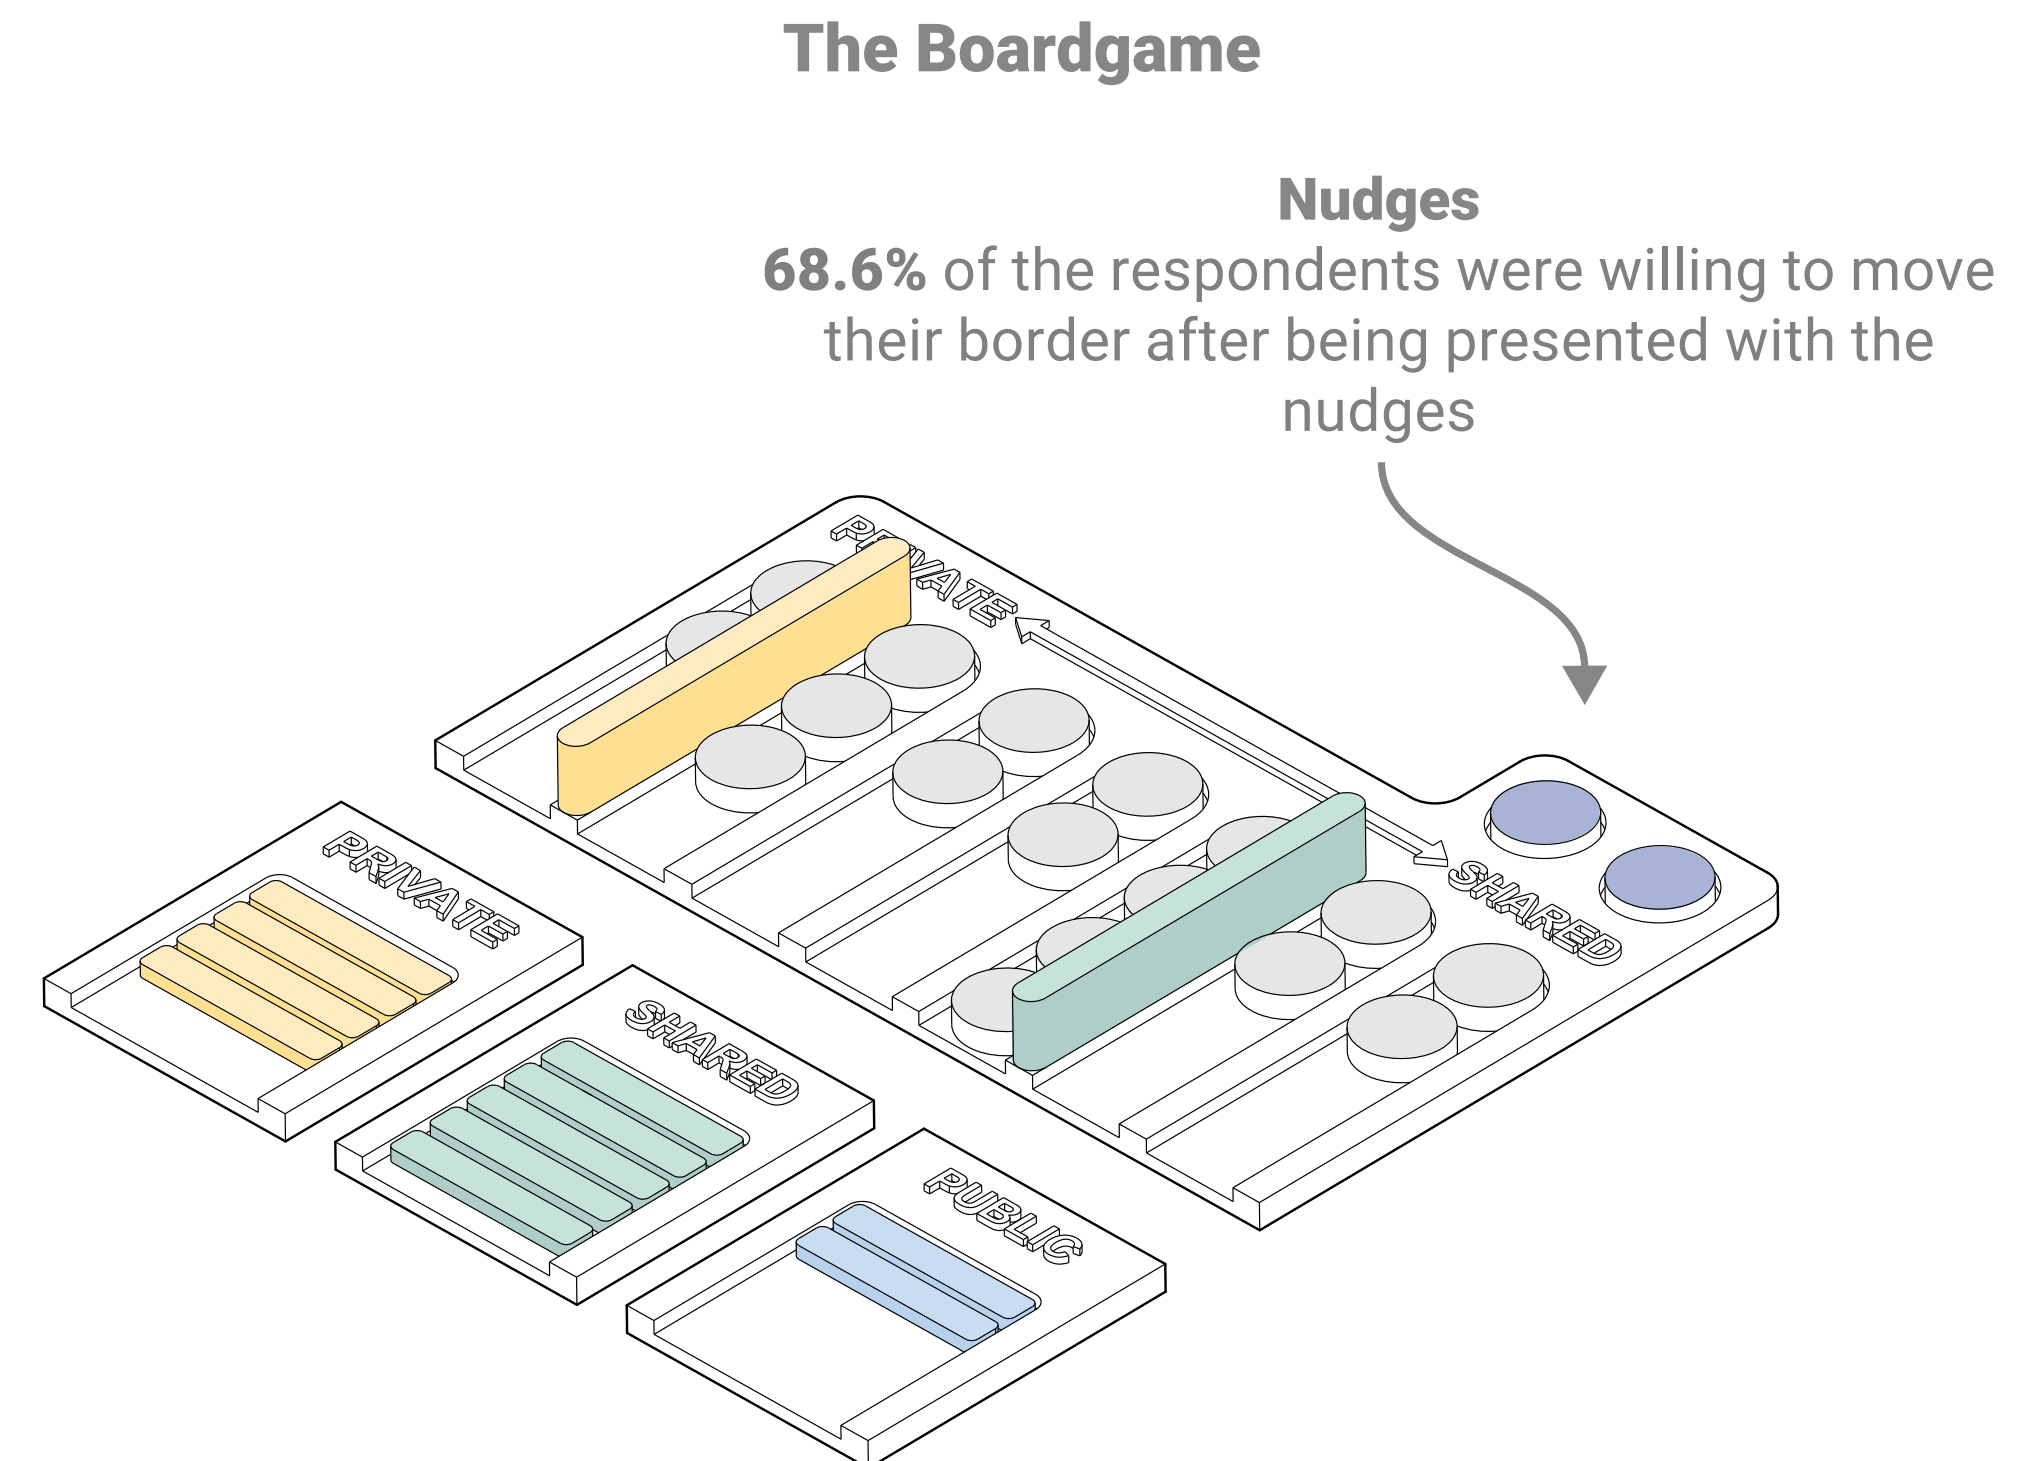 The Boardgame
Nudges
68.6% of the respondents were willing to move
their border after being presented with the
nudges
PRIVATE
SHARED
PRIVATE
SHARED
PUBLIC